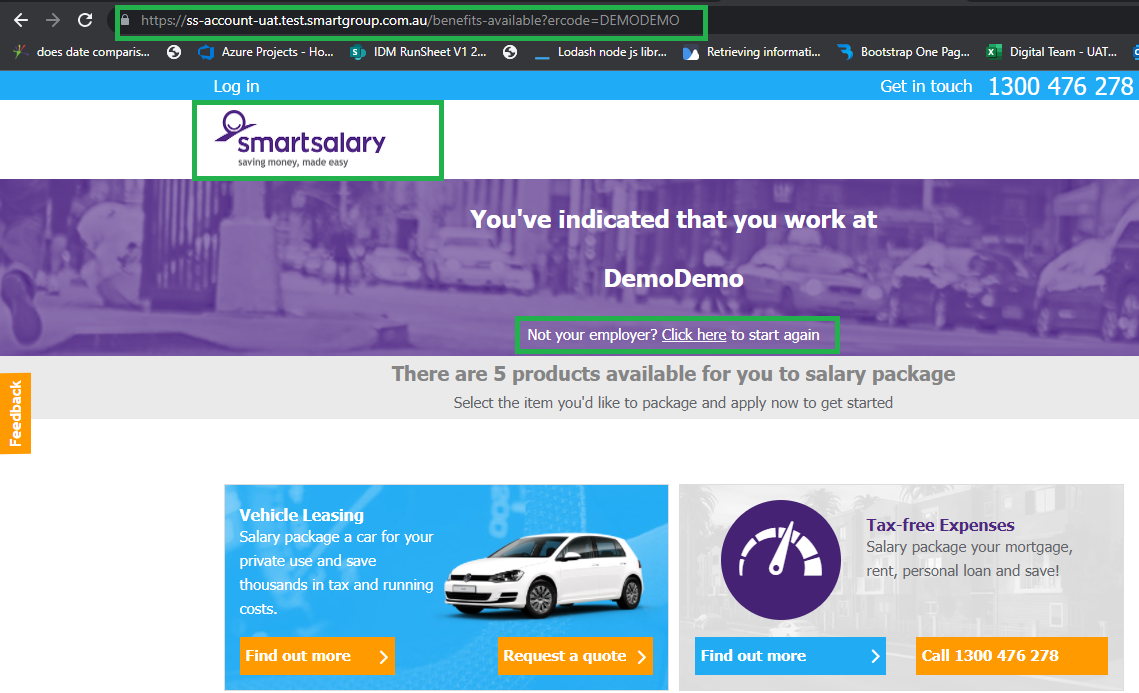 https://ss-account-uat.test.smartgroup.com.au/benefits-available?ercode=DEMODEMO
does date comparis... Azure Projects - Ho... IDM RunSheet V1 2... Lodash node js libr... Retrieving informati... Bootstrap One Pag... Digital Team - UAT...
Log in Get in touch 1300 476 278
smartsalary
saving money, made easy
You've indicated that you work at
DemoDemo
Not your employer? Click here to start again
There are 5 products available for you to salary package
Select the item you'd like to package and apply now to get started
Feedback
Vehicle Leasing
Salary package a car for your
private use and save
thousands in tax and running
costs.
Find out more
Request a quote
Tax-free Expenses
Salary package your mortgage,
rent, personal loan and save!
Find out more
Call 1300 476 278